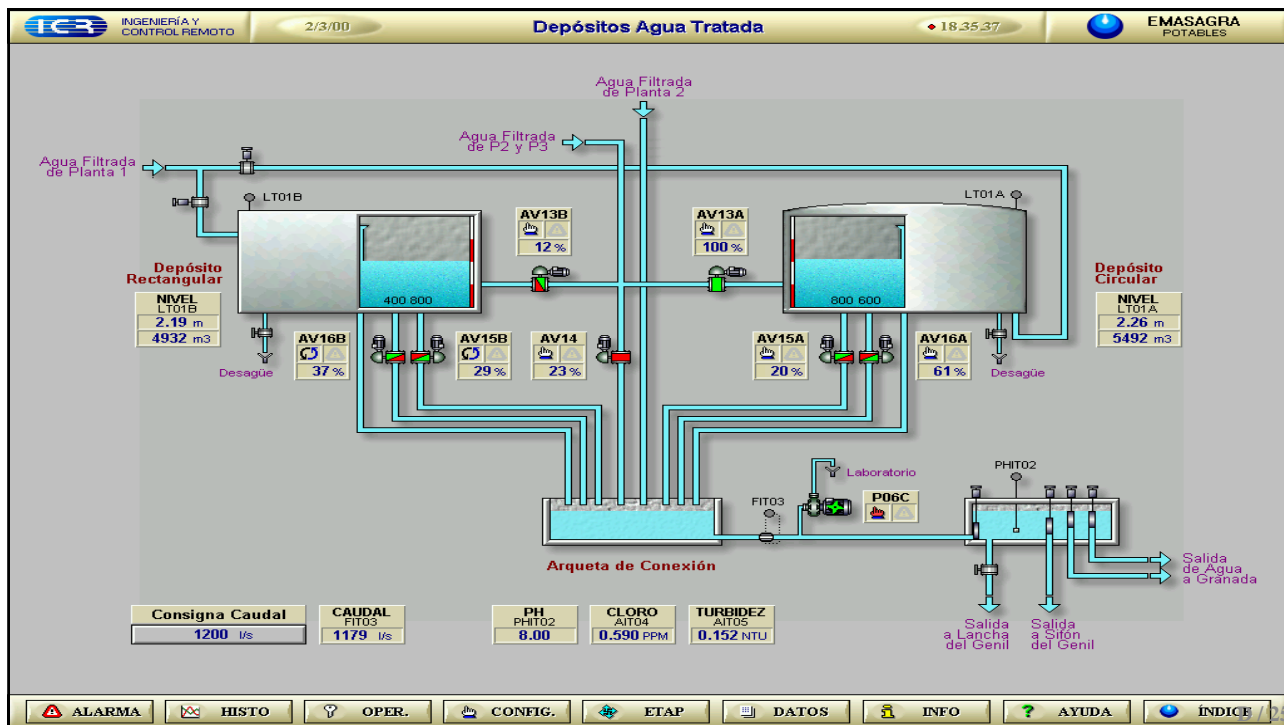 TCR
INGENIERÍA Y
CONTROL REMOTO
2/3/00
Depósitos Agua Tratada
18.35.37
EMASAGRA
POTABLES
Agua Filtrada
de Planta 2
Agua Filtrada
de P2 y P3
Agua Filtrada
de Planta 1
LT01B
LT01A
AV13B
12 %
AV13A
100 %
Depósito
Rectangular
NIVEL
LT01B
2.19 m
4932 m3
400 800
800 600
Depósito
Circular
NIVEL
LT01A
2.26 m
5492 m3
AV16B
37 %
AV15B
29 %
AV14
23 %
AV15A
20 %
AV16A
61 %
Desagüe
Desagüe
Laboratorio
PHIT02
FIT03
P06C
Arqueta de Conexión
Salida
de Agua
a Granada
Salida
a Lancha
del Genil
Salida
a Sifón
del Genil
Consigna Caudal
1200 l/s
CAUDAL
FIT03
1179 l/s
PH
PHIT02
8.00
CLORO
AIT04
0.590 PPM
TURBIDEZ
AIT05
0.152 NTU
ALARMA
HISTO
OPER.
CONFIG.
ETAP
DATOS
INFO
AYUDA
ÍNDICE